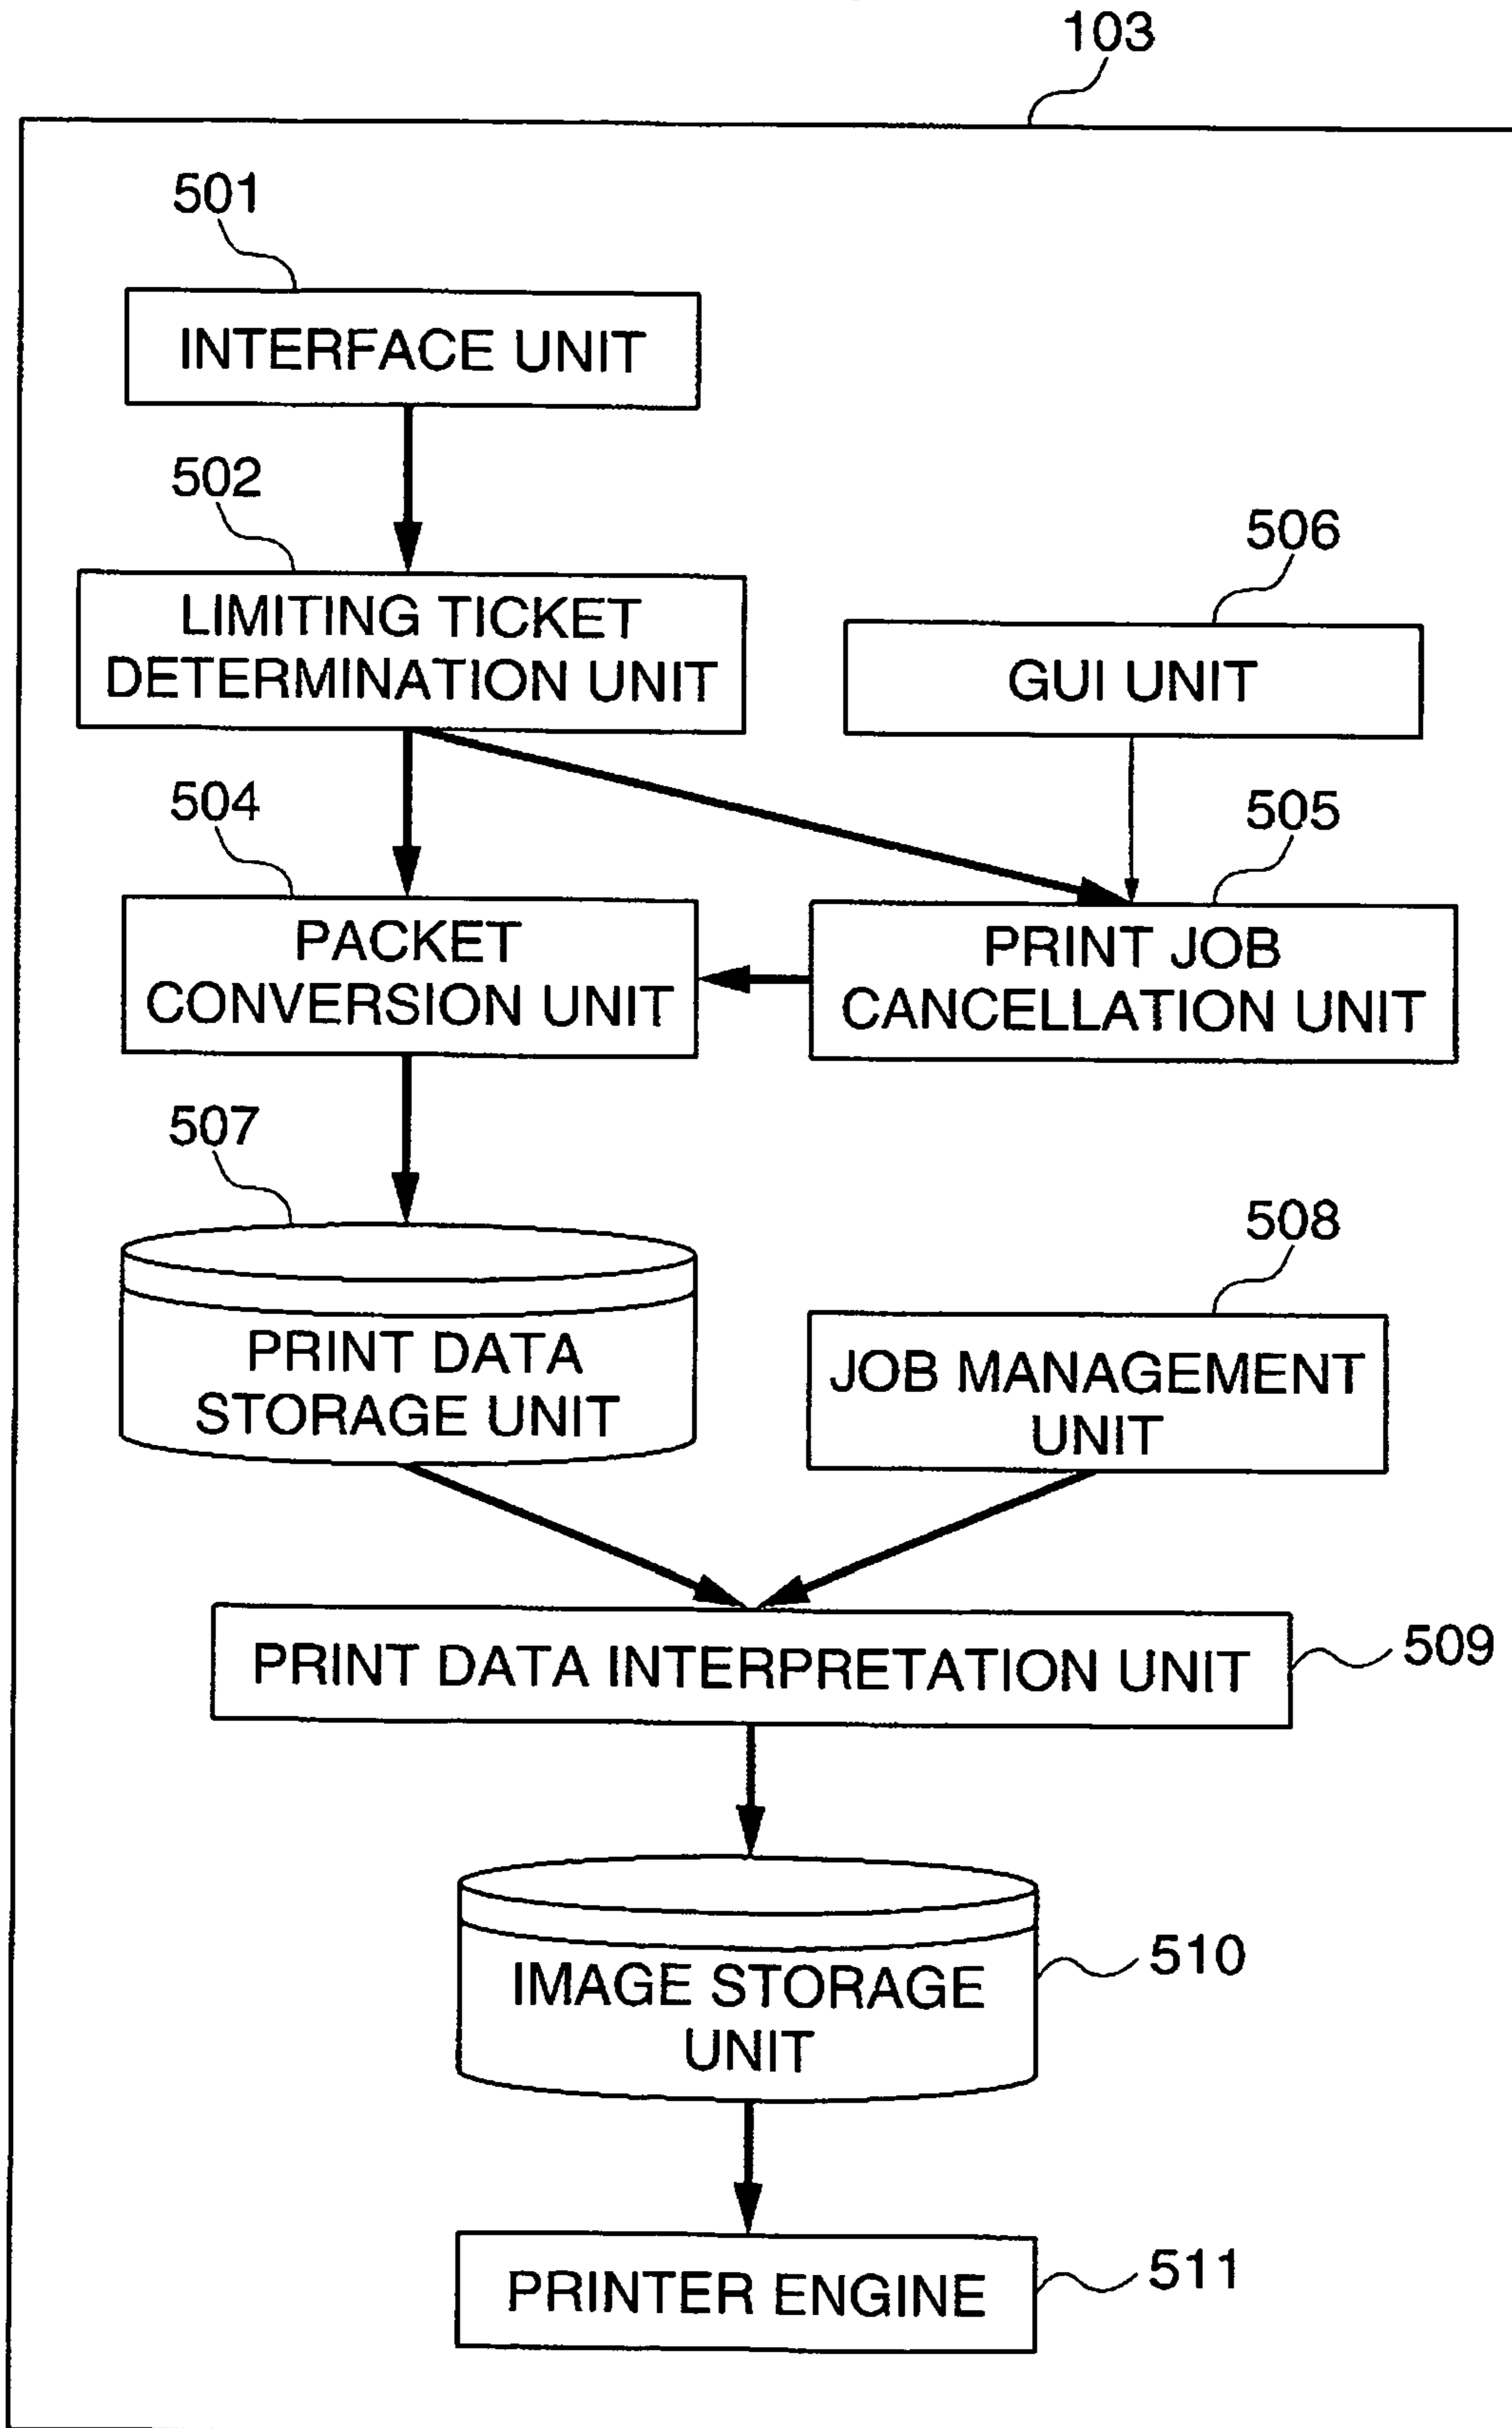 103
501
INTERFACE UNIT
502
LIMITING TICKET
DETERMINATION UNIT
506
GUI UNIT
504
PACKET
CONVERSION UNIT
505
PRINT JOB
CANCELLATION UNIT
507
PRINT DATA
STORAGE UNIT
508
JOB MANAGEMENT
UNIT
PRINT DATA INTERPRETATION UNIT
509
IMAGE STORAGE
UNIT
510
PRINTER ENGINE
511